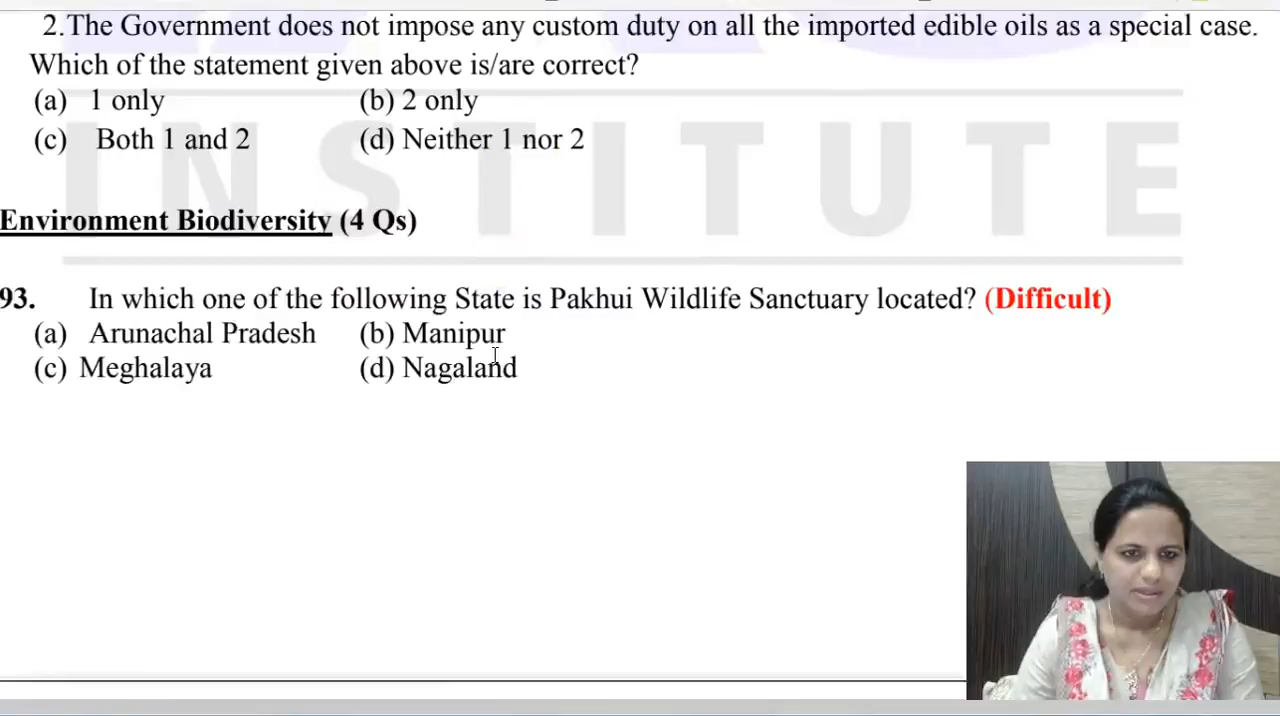 2.The Government does not impose any custom duty on all the imported edible oils as a special case.
Which of the statement given above is/are correct?
(a) 1 only (b) 2 only
(c) Both 1 and 2 (d) Neither 1 nor 2
INSTITUTE
Environment Biodiversity (4 Qs)
93. In which one of the following State is Pakhui Wildlife Sanctuary located? (Difficult)
(a) Arunachal Pradesh (b) Manipur
(c) Meghalaya (d) Nagaland